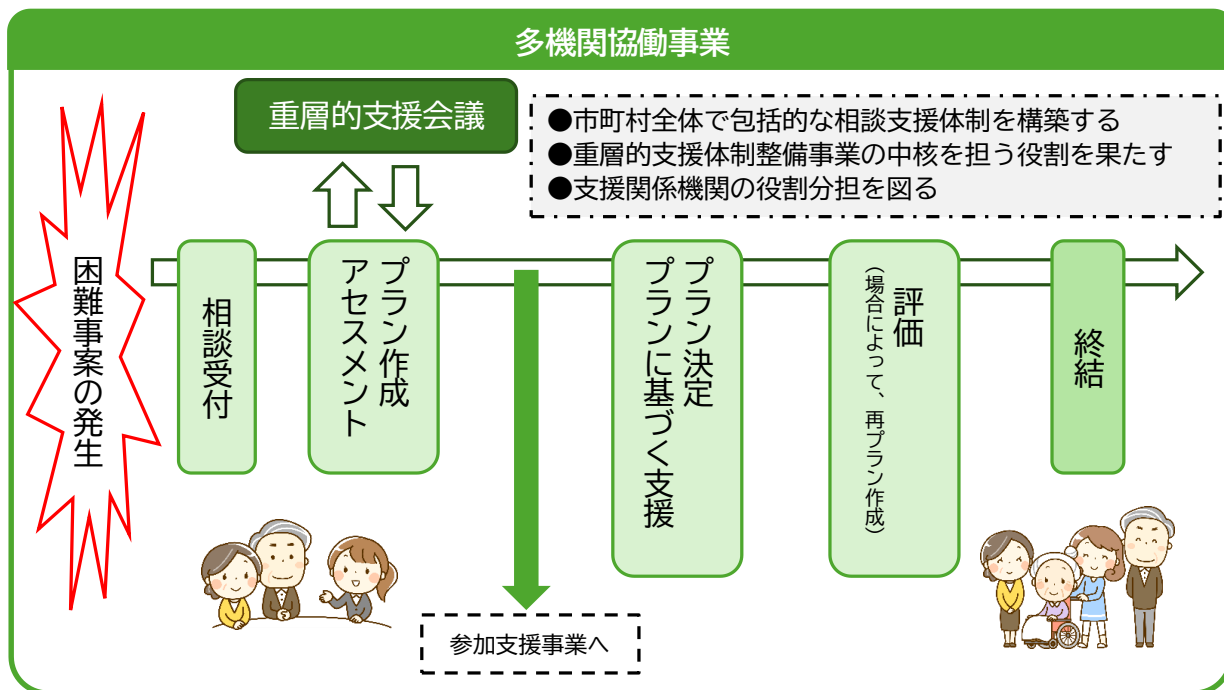 多機関協働事業
重層的支援会議
●市町村全体で包括的な相談支援体制を構築する
●重層的支援体制整備事業の中核を担う役割を果たす
●支援関係機関の役割分担を図る
困難事案の発生
相談受付
プラン作成
アセスメント
プラン決定
プランに基づく支援
評価
（場合によって、再プラン作成）
終結
参加支援事業へ